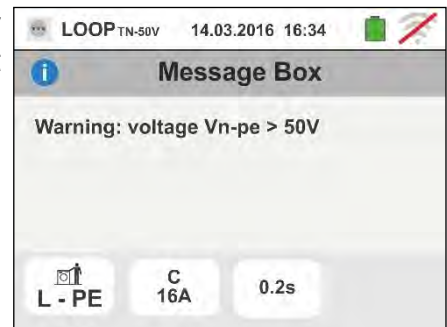 LOOP TN-50V 14.03.2016 16:34
Message Box
Warning: voltage Vn-pe > 50V
L - PE
C
16A
0.2s